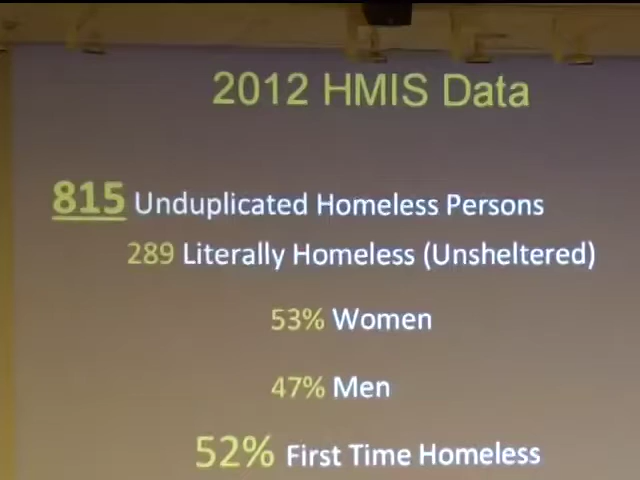 2012 HMIS Data
815 Unduplicated Homeless Persons
289 Literally Homeless (Unsheltered)
53% Women
47% Men
52% First Time Homeless